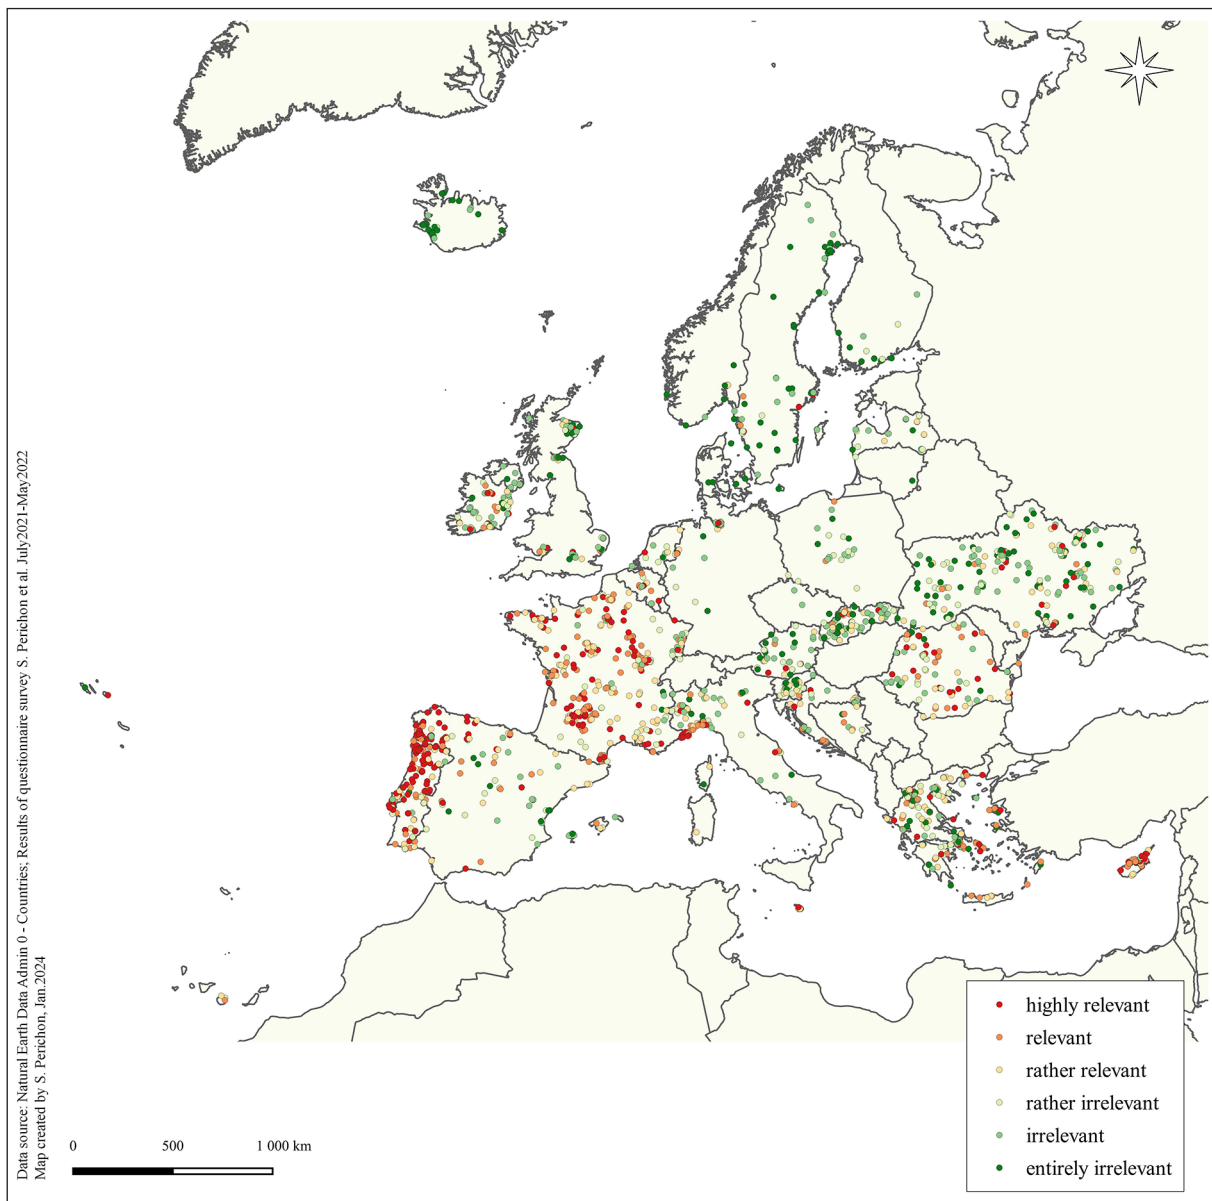 Data source: Natural Earth Data Admin 0 - Countries; Results of questionnaire survey S. Perichon et al. July2021-May2022
Map created by S. Perichon, Jan.2024
highly relevant
relevant
rather relevant
rather irrelevant
irrelevant
entirely irrelevant
0 500 1 000 km